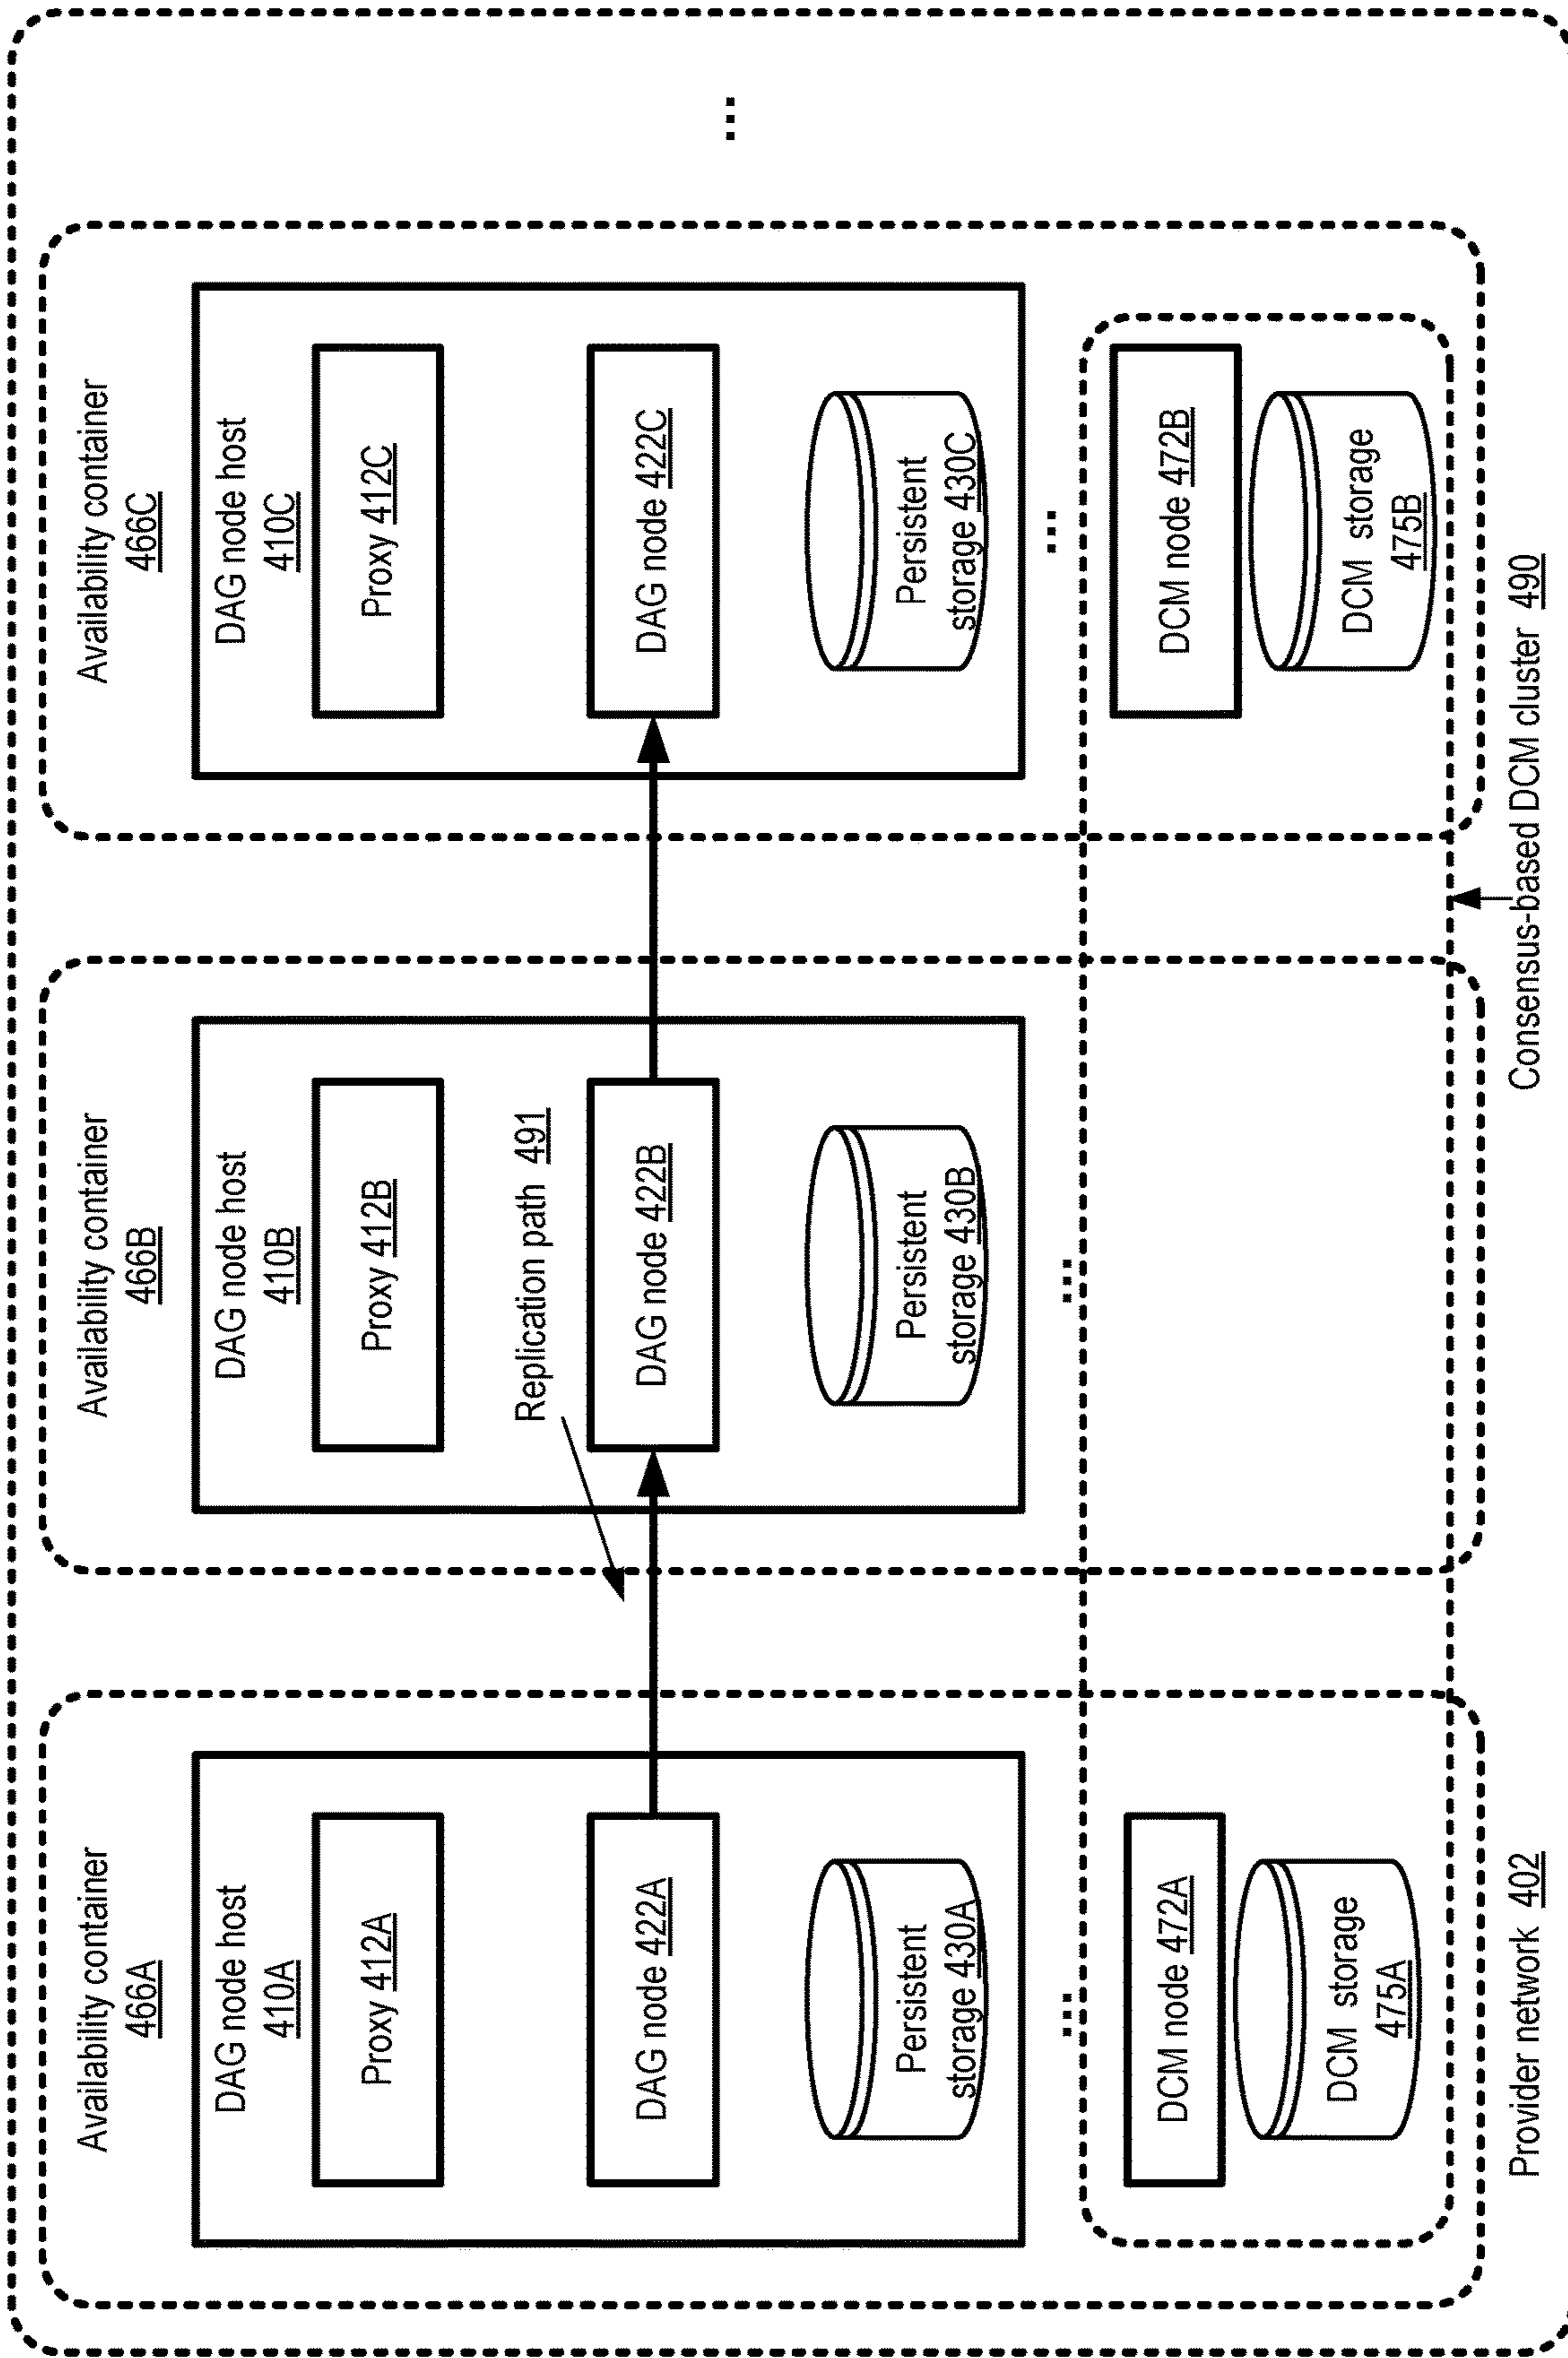 Availability container
466A
DAG node host
410A
Proxy 412A
DAG node 422A
Persistent
storage 430A
...
DCM node 472A
DCM storage
475A
Availability container
466B
DAG node host
410B
Proxy 412B
Replication path 491
DAG node 422B
Persistent
storage 430B
...
Availability container
466C
DAG node host
410C
Proxy 412C
DAG node 422C
Persistent
storage 430C
...
DCM node 472B
DCM storage
475B
...
Provider network 402
Consensus-based DCM cluster 490